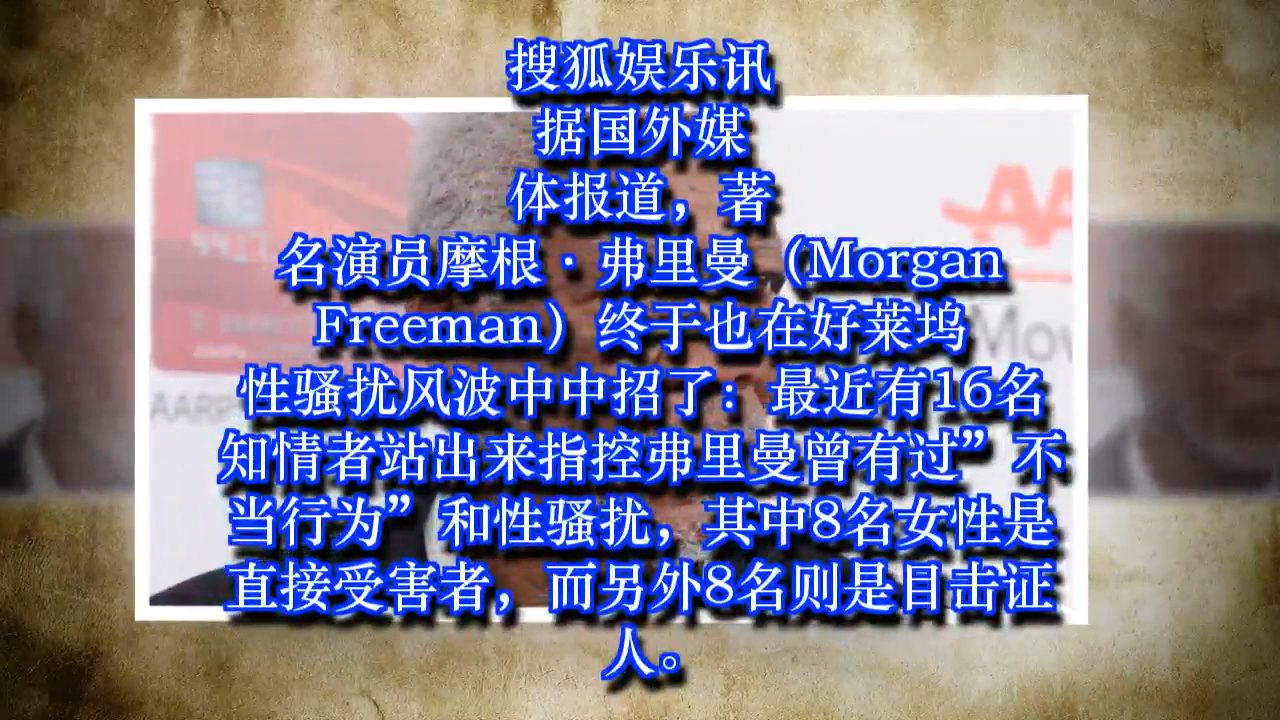 搜狐娱乐讯
据国外媒
体报道，著
名演员摩根·弗里曼（Morgan
Freeman）终于也在好莱坞
性骚扰风波中中招了：最近有16名
知情者站出来指控弗里曼曾有过”不
当行为”和性骚扰，其中8名女性是
直接受害者，而另外8名则是目击证
人。
AARP